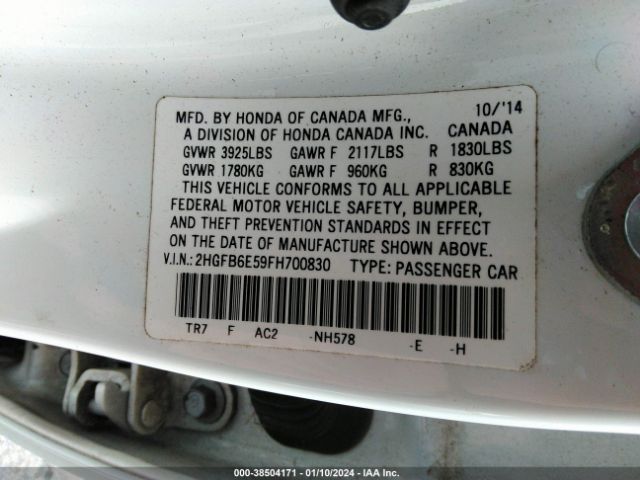 MFD. BY HONDA OF CANADA MFG., 10/'14
A DIVISION OF HONDA CANADA INC. CANADA
GVWR 3925LBS GAWR F 2117LBS R 1830LBS
GVWR 1780KG GAWR F 960KG R 830KG
THIS VEHICLE CONFORMS TO ALL APPLICABLE
FEDERAL MOTOR VEHICLE SAFETY, BUMPER,
AND THEFT PREVENTION STANDARDS IN EFFECT
ON THE DATE OF MANUFACTURE SHOWN ABOVE.
V.I.N.: 2HGFB6E59FH700830 TYPE: PASSENGER CAR
TR7 F AC2 -NH578 -E -H
000-38504171 - 01/10/2024 - IAA Inc.